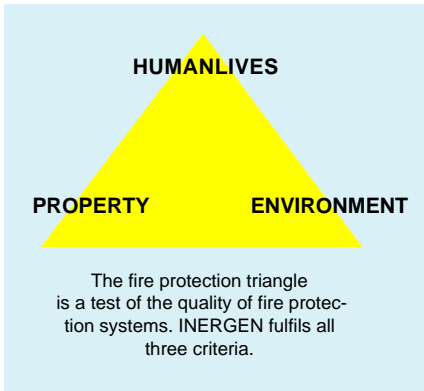 HUMANLIVES
PROPERTY ENVIRONMENT
The fire protection triangle
is a test of the quality of fire protec-
tion systems. INERGEN fulfils all
three criteria.